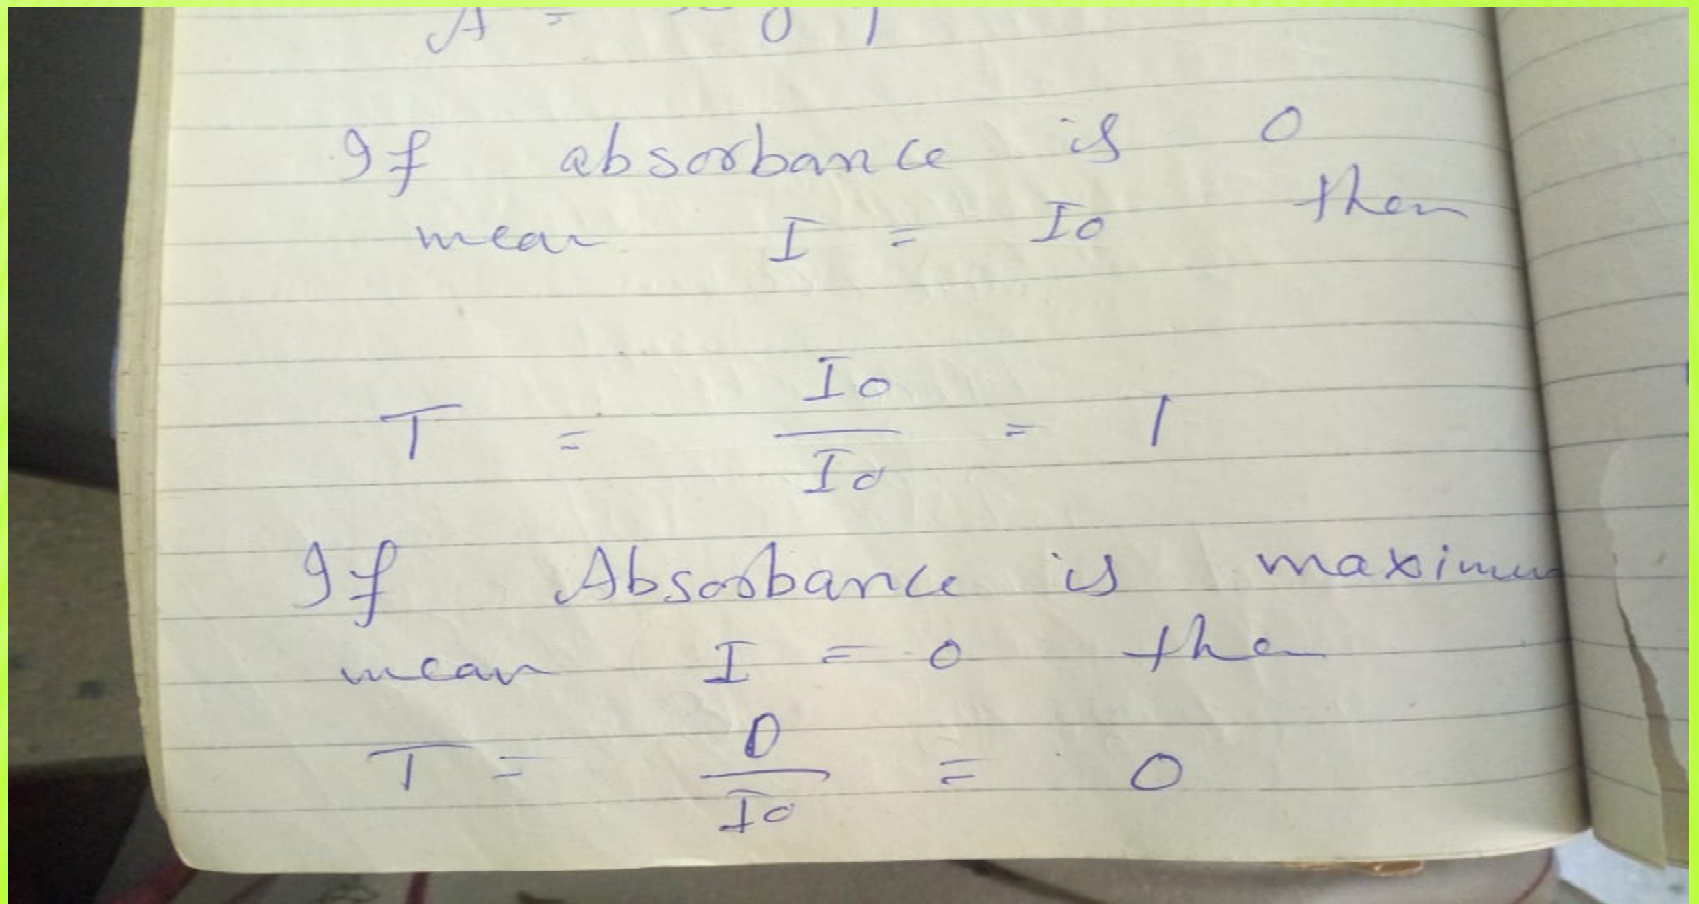 A =
If absorbance is 0
mean I = Io then
T = Io / Io = 1
If Absorbance is maximum
mean I = 0 then
T = 0 / Io = 0